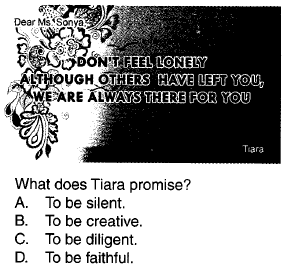 Dear Ms. Sonya
DON'T FEEL LONELY
ALTHOUGH OTHERS HAVE LEFT YOU,
WE ARE ALWAYS THERE FOR YOU
Tiara
What does Tiara promise?
A. To be silent.
B. To be creative.
C. To be diligent.
D. To be faithful.